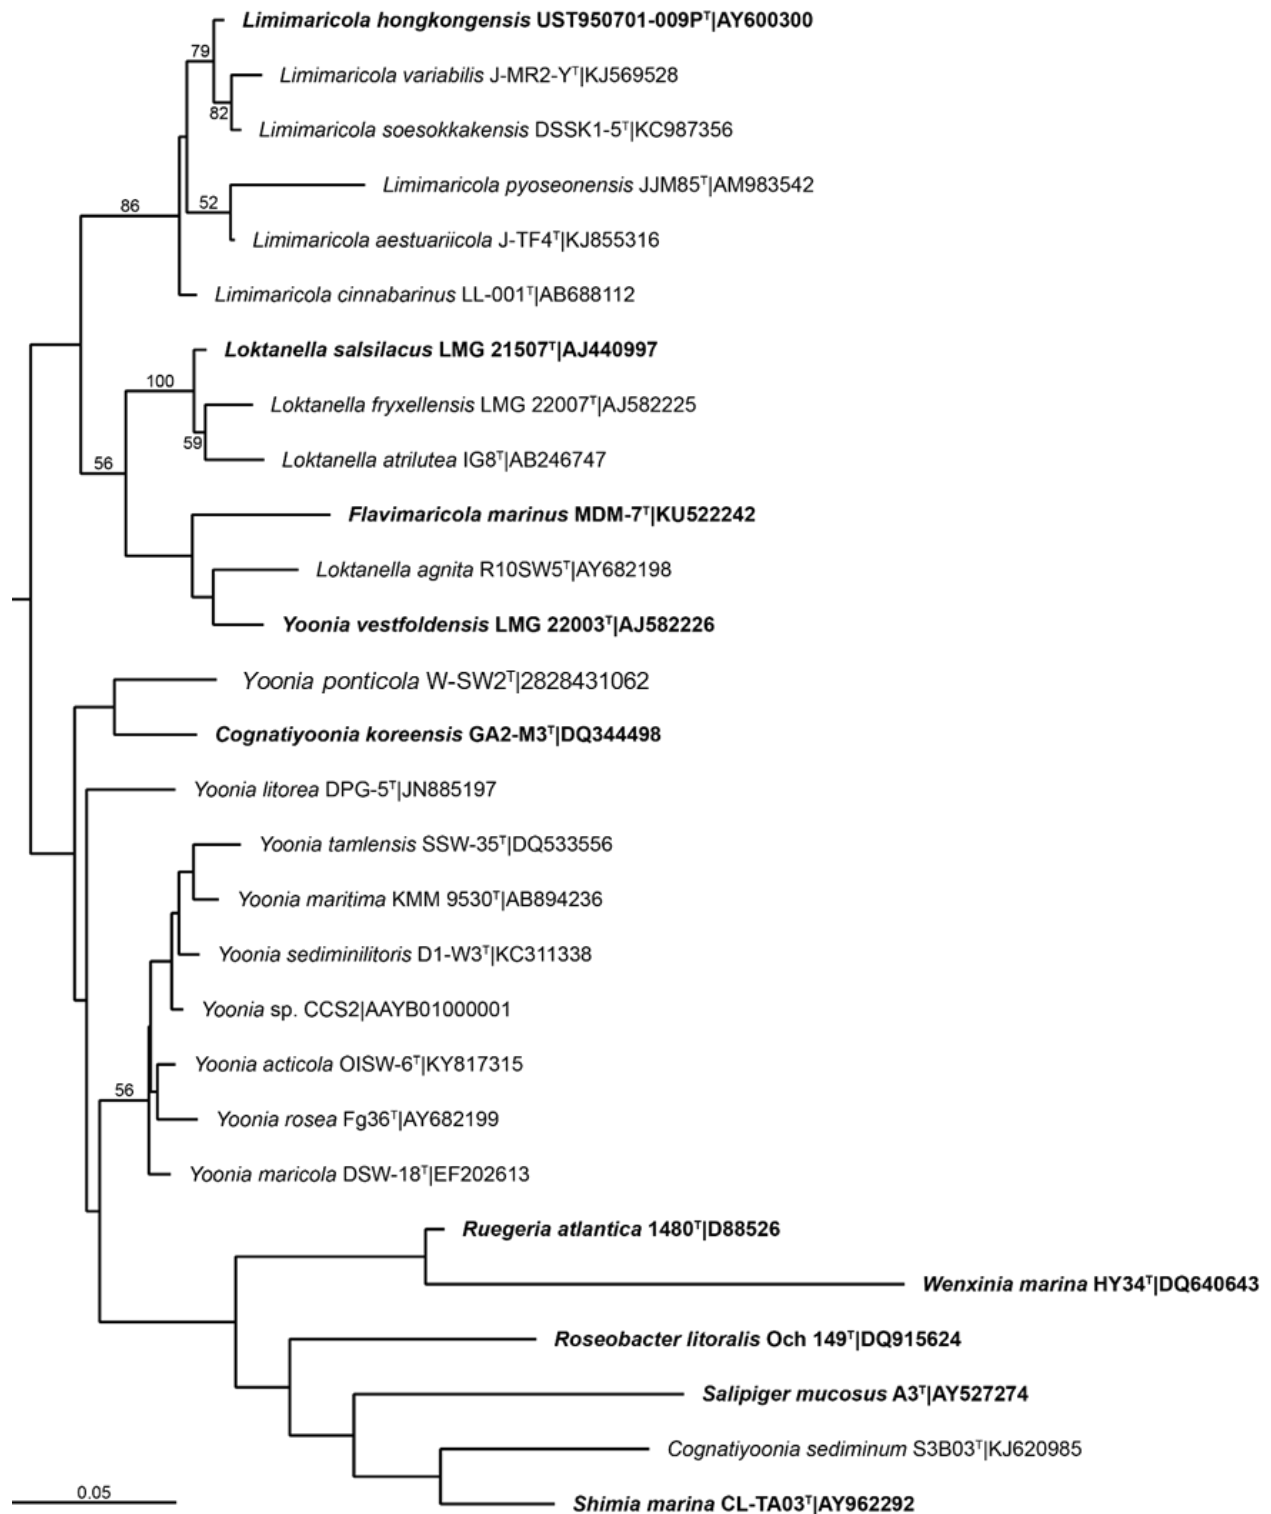 Limimaricola hongkongensis UST950701-009Pᵀ|AY600300
79
Limimaricola variabilis J-MR2-Yᵀ|KJ569528
82
Limimaricola soesokkakensis DSSK1-5ᵀ|KC987356
Limimaricola pyoseonensis JJM85ᵀ|AM983542
52
86
Limimaricola aestuariicola J-TF4ᵀ|KJ855316
Limimaricola cinnabarinus LL-001ᵀ|AB688112
Loktanella salsilacus LMG 21507ᵀ|AJ440997
100
Loktanella fryxellensis LMG 22007ᵀ|AJ582225
59
Loktanella atrilutea IG8ᵀ|AB246747
56
Flavimaricola marinus MDM-7ᵀ|KU522242
Loktanella agnita R10SW5ᵀ|AY682198
Yoonia vestfoldensis LMG 22003ᵀ|AJ582226
Yoonia ponticola W-SW2ᵀ|2828431062
Cognatiyoonia koreensis GA2-M3ᵀ|DQ344498
Yoonia litorea DPG-5ᵀ|JN885197
Yoonia tamlensis SSW-35ᵀ|DQ533556
Yoonia maritima KMM 9530ᵀ|AB894236
Yoonia sediminilitoris D1-W3ᵀ|KC311338
Yoonia sp. CCS2|AAYB01000001
Yoonia acticola OISW-6ᵀ|KY817315
56
Yoonia rosea Fg36ᵀ|AY682199
Yoonia maricola DSW-18ᵀ|EF202613
Ruegeria atlantica 1480ᵀ|D88526
Wenxinia marina HY34ᵀ|DQ640643
Roseobacter litoralis Och 149ᵀ|DQ915624
Salipiger mucosus A3ᵀ|AY527274
Cognatiyoonia sediminum S3B03ᵀ|KJ620985
0.05
Shimia marina CL-TA03ᵀ|AY962292